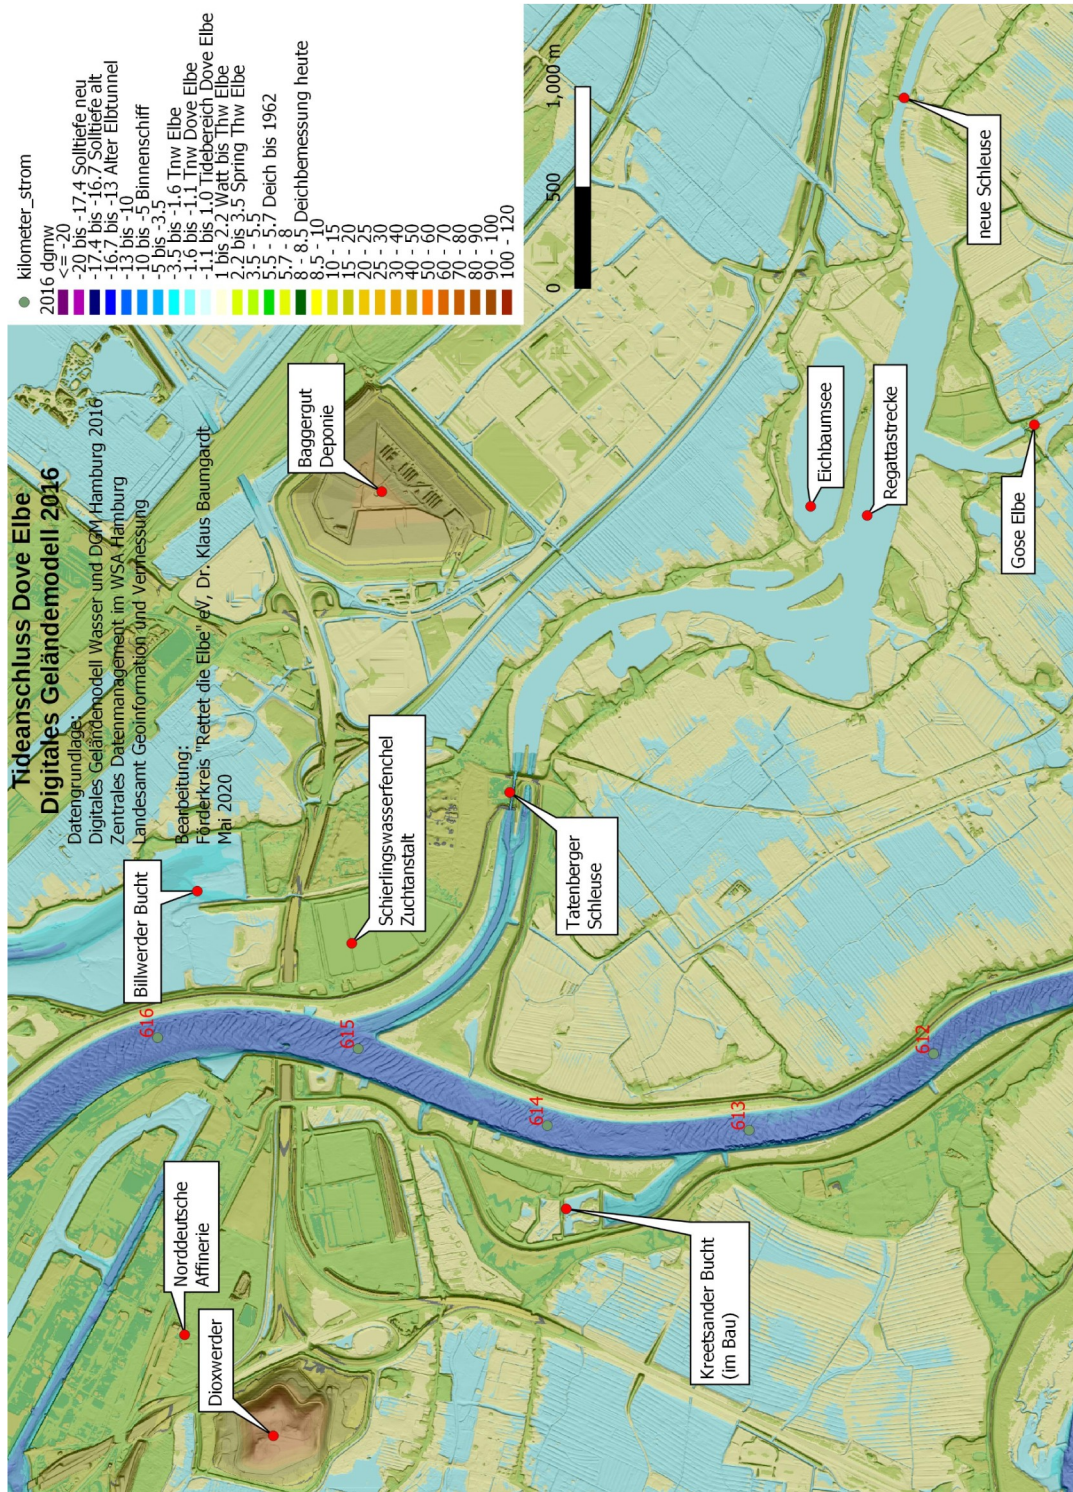 Tideanschluss Dove Elbe
Digitales Geländemodell 2016
Datengrundlage:
Digitales Geländemodell Wasser und DGM Hamburg 2016
Zentrales Datenmanagement im WSA Hamburg
Landesamt Geoinformation und Vermessung
Bearbeitung:
Förderkreis "Rettet die Elbe" eV, Dr. Klaus Baumgardt
Mai 2020
kilometer_strom
2016 dgmw
<= -20
-20 bis -17.4 Solltiefe neu
-17.4 bis -16.7 Solltiefe alt
-16.7 bis -13 Alter Elbtunnel
-13 bis -10
-10 bis -5 Binnenschiff
-5 bis -3.5
-3.5 bis -1.6 Tnw Elbe
-1.6 bis -1.1 Tnw Dove Elbe
-1.1 bis 1.0 Tidebereich Dove Elbe
1 bis 2.2 Watt bis Thw Elbe
2.2 bis 3.5 Spring Thw Elbe
3.5 - 5.5
5.5 - 5.7 Deich bis 1962
5.7 - 8
8 - 8.5 Deichbemessung heute
8.5 - 10
10 - 15
15 - 20
20 - 25
25 - 30
30 - 40
40 - 50
50 - 60
60 - 70
70 - 80
80 - 90
90 - 100
100 - 120
0 500 1,000 m
Norddeutsche
Affinerie
Dioxwerder
Billwerder Bucht
616
615
614
613
612
Schierlingswasserfenchel
Zuchtanstalt
Baggergut
Deponie
Tatenberger
Schleuse
Kreetsander Bucht
(im Bau)
Eichbaumsee
Regattastrecke
neue Schleuse
Gose Elbe